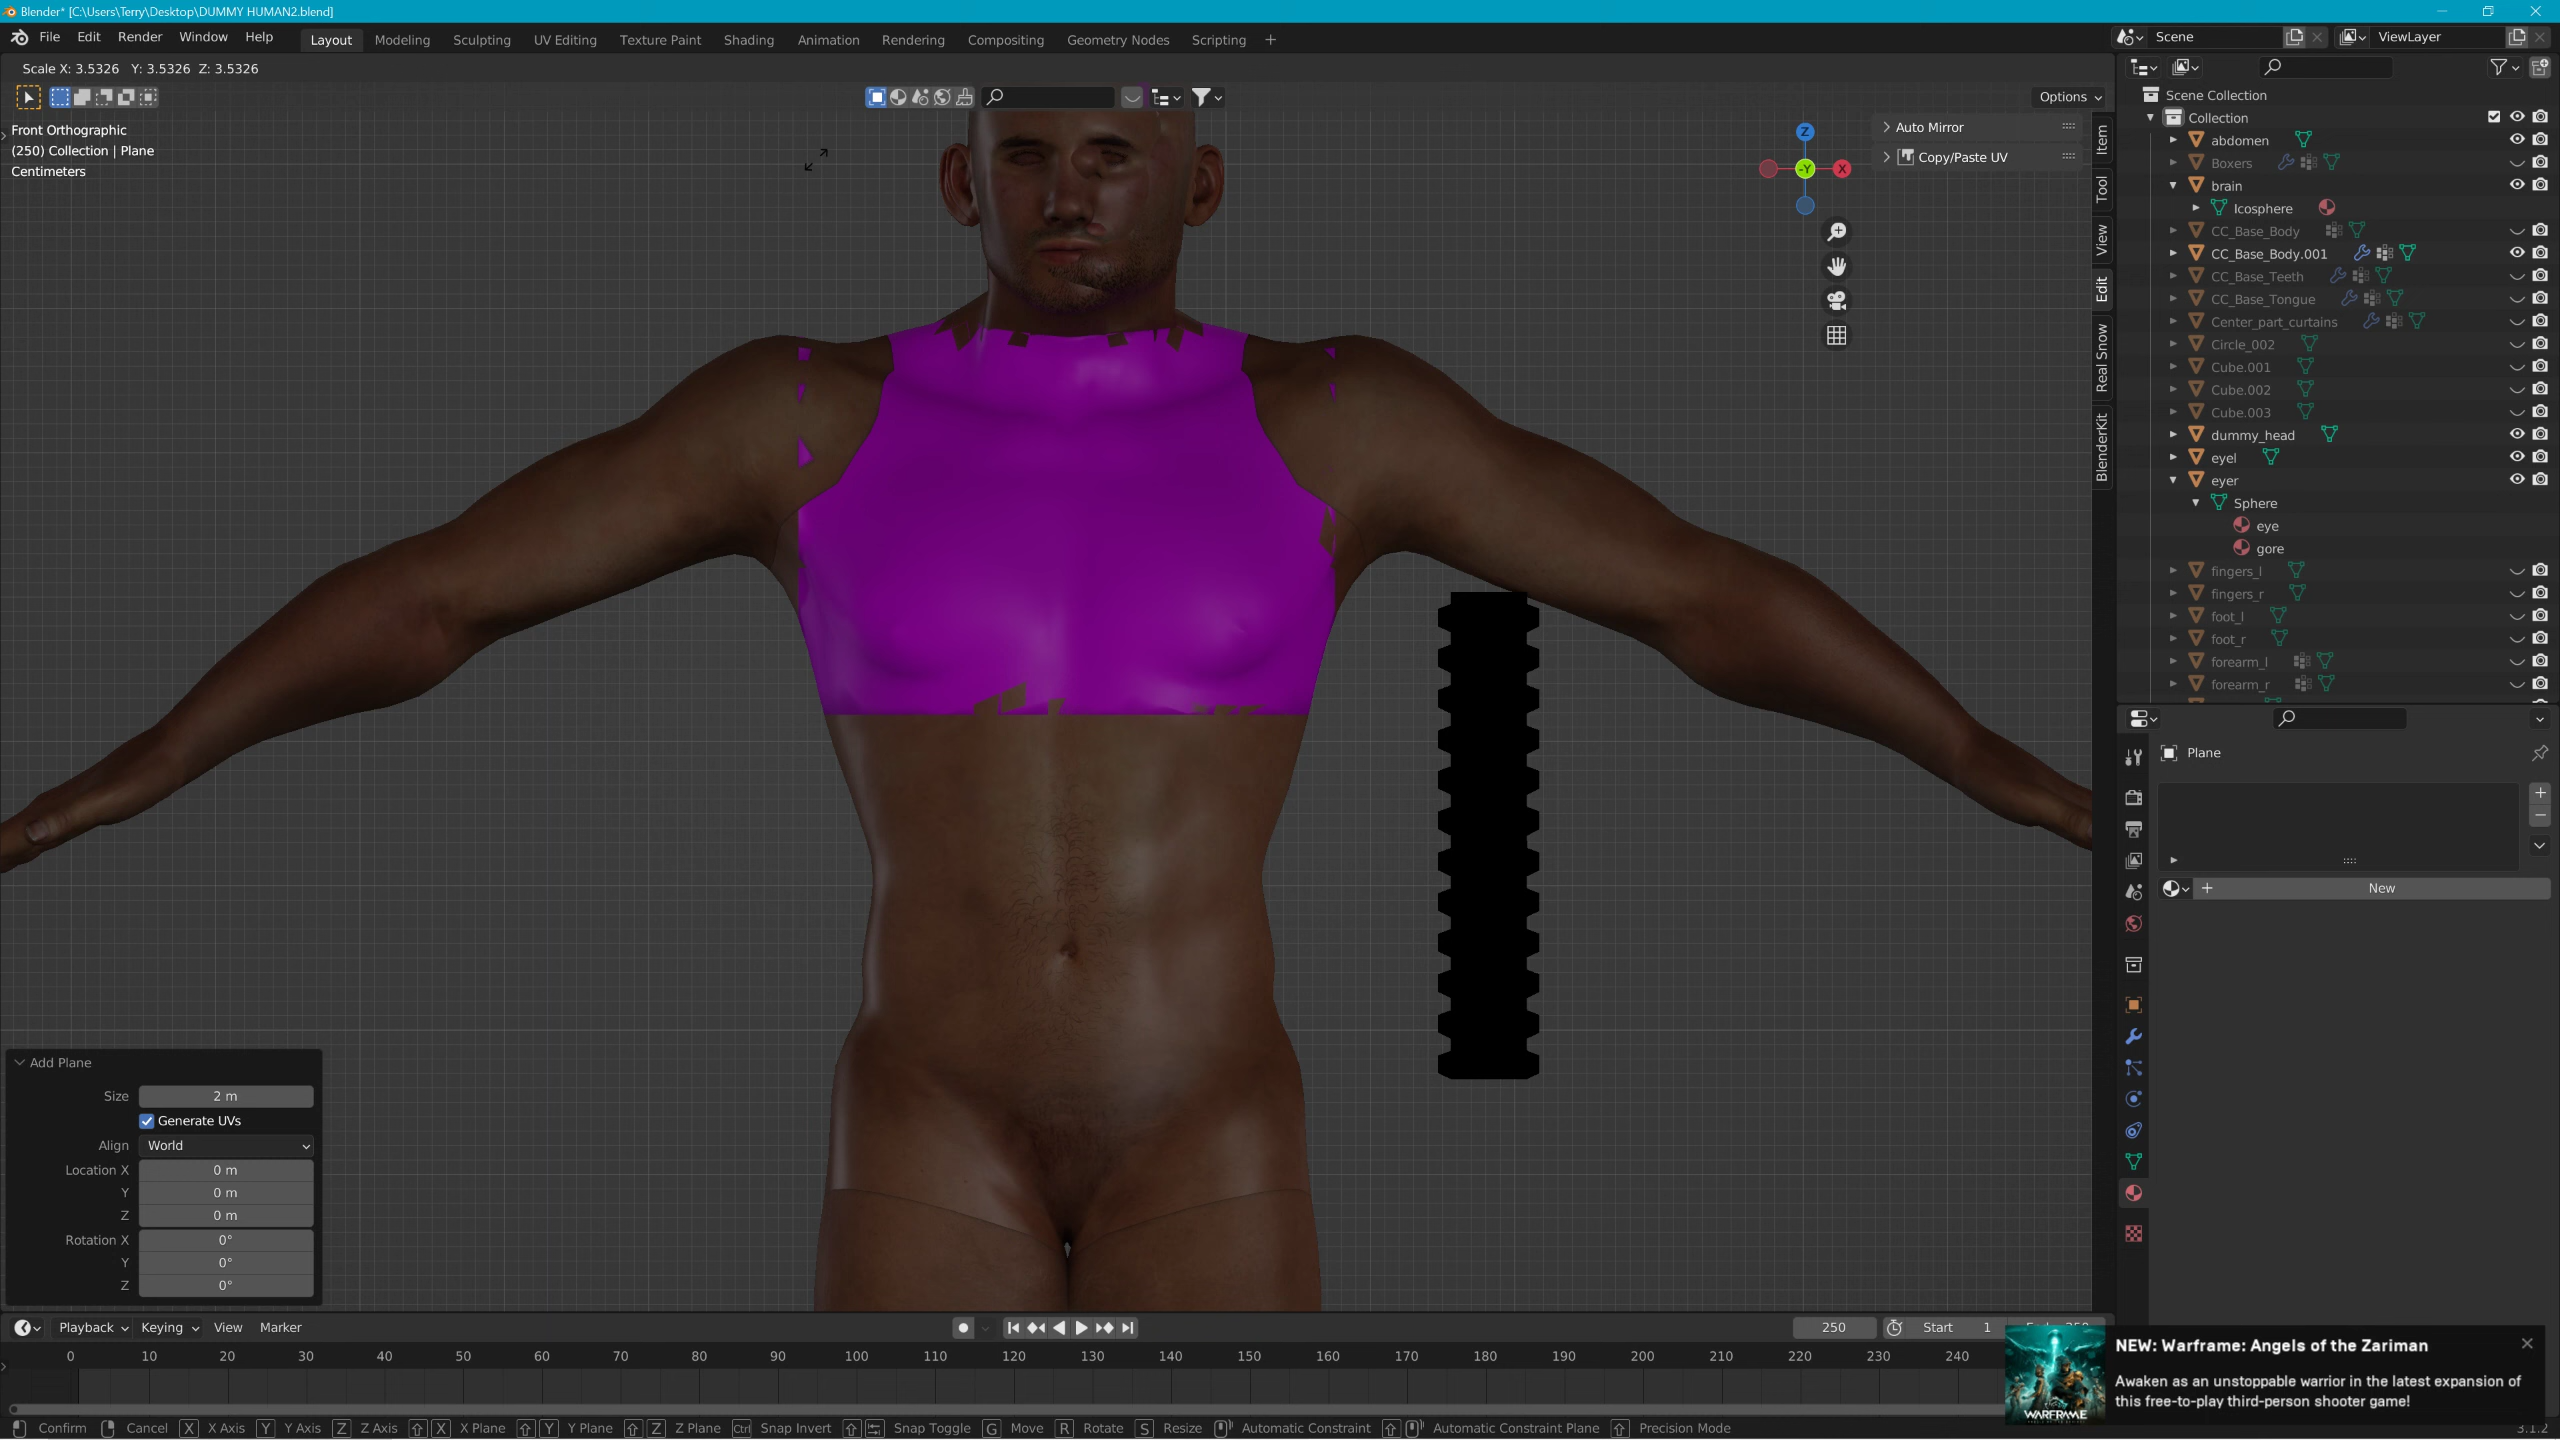 Blender* [C:\Users\Terry\Desktop\DUMMY HUMAN2.blend]
File Edit Render Window Help
Layout Modeling Sculpting UV Editing Texture Paint Shading Animation Rendering Compositing Geometry Nodes Scripting +
Scene
ViewLayer
Scale X: 3.5326 Y: 3.5326 Z: 3.5326
Options
Front Orthographic
(250) Collection | Plane
Centimeters
Z
-Y
X
Auto Mirror
Copy/Paste UV
Item
Tool
View
Edit
Real Snow
BlenderKit
Scene Collection
Collection
abdomen
Boxers
brain
Icosphere
CC_Base_Body
CC_Base_Body.001
CC_Base_Teeth
CC_Base_Tongue
Center_part_curtains
Circle_002
Cube.001
Cube.002
Cube.003
dummy_head
eyel
eyer
Sphere
eye
gore
fingers_l
fingers_r
foot_l
foot_r
forearm_l
forearm_r
Plane
New
Add Plane
Size 2 m
Generate UVs
Align World
Location X 0 m
Y 0 m
Z 0 m
Rotation X 0°
Y 0°
Z 0°
Playback Keying View Marker
250
Start 1
0 10 20 30 40 50 60 70 80 90 100 110 120 130 140 150 160 170 180 190 200 210 220 230 240
WARFRAME
NEW: Warframe: Angels of the Zariman
Awaken as an unstoppable warrior in the latest expansion of
this free-to-play third-person shooter game!
Confirm Cancel X X Axis Y Y Axis Z Z Axis X X Plane Y Y Plane Z Z Plane Ctrl Snap Invert Snap Toggle G Move R Rotate S Resize Automatic Constraint Automatic Constraint Plane Precision Mode
3.1.2